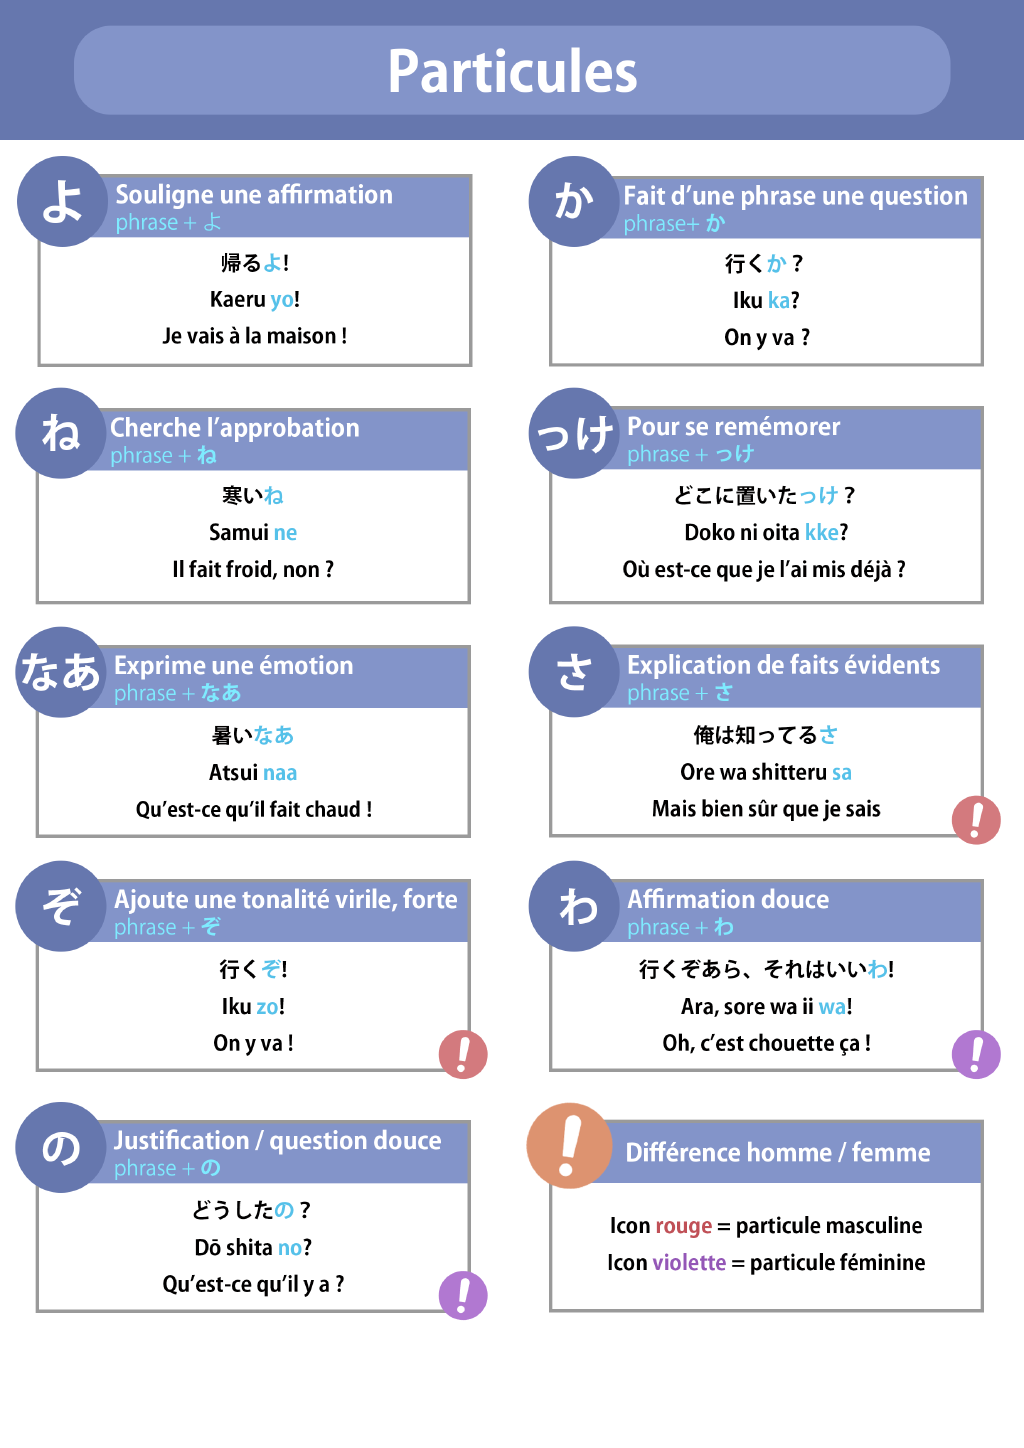 Particules
よ
Souligne une affirmation
phrase + よ
帰るよ!
Kaeru yo!
Je vais à la maison !
か
Fait d’une phrase une question
phrase+ か
行くか ?
Iku ka?
On y va ?
ね
Cherche l’approbation
phrase + ね
寒いね
Samui ne
Il fait froid, non ?
っけ
Pour se remémorer
phrase + っけ
どこに置いたっけ ?
Doko ni oita kke?
Où est-ce que je l’ai mis déjà ?
なあ
Exprime une émotion
phrase + なあ
暑いなあ
Atsui naa
Qu’est-ce qu’il fait chaud !
さ
Explication de faits évidents
phrase + さ
俺は知ってるさ
Ore wa shitteru sa
Mais bien sûr que je sais
!
ぞ
Ajoute une tonalité virile, forte
phrase + ぞ
行くぞ!
Iku zo!
On y va !
!
わ
Affirmation douce
phrase + わ
行くぞあら、それはいいわ!
Ara, sore wa ii wa!
Oh, c’est chouette ça !
!
の
Justification / question douce
phrase + の
どうしたの ?
Dō shita no?
Qu’est-ce qu’il y a ?
!
!
Différence homme / femme
Icon rouge = particule masculine
Icon violette = particule féminine